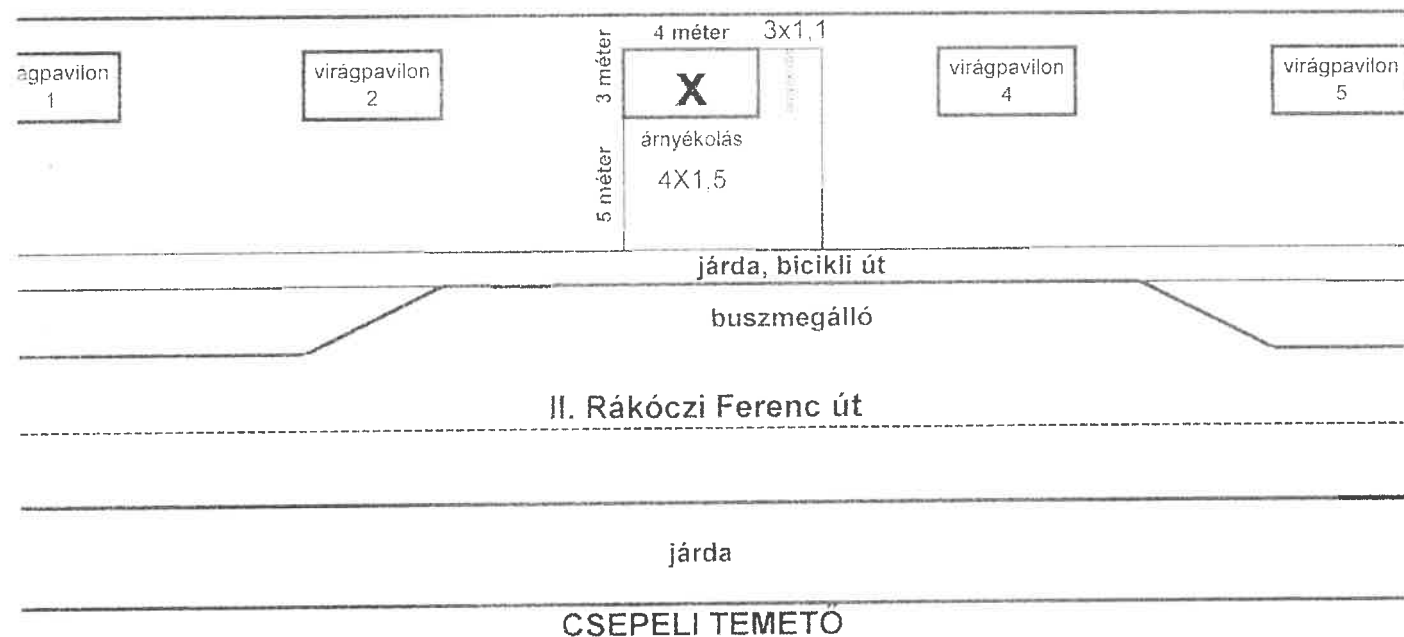 4 méter
3x1,1
3 méter
agpavilon
1
virágpavilon
2
X
virágpavilon
4
virágpavilon
5
árnyékolás
4X1,5
5 méter
járda, bicikli út
buszmegálló
II. Rákóczi Ferenc út
járda
CSEPELI TEMETŐ